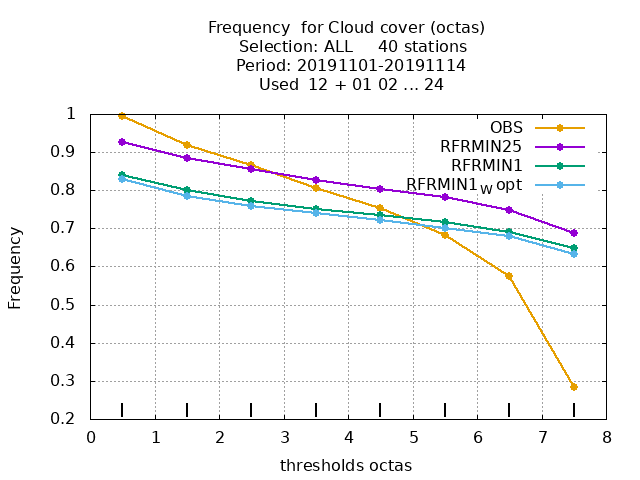 Frequency  for Cloud cover (octas)
Selection: ALL     40 stations
Period: 20191101-20191114
Used  12 + 01 02 ... 24
1
0.9
0.8
0.7
0.6
0.5
0.4
0.3
0.2
Frequency
OBS
RFRMIN25
RFRMIN1
RFRMIN1_W opt
0 1 2 3 4 5 6 7 8
thresholds octas